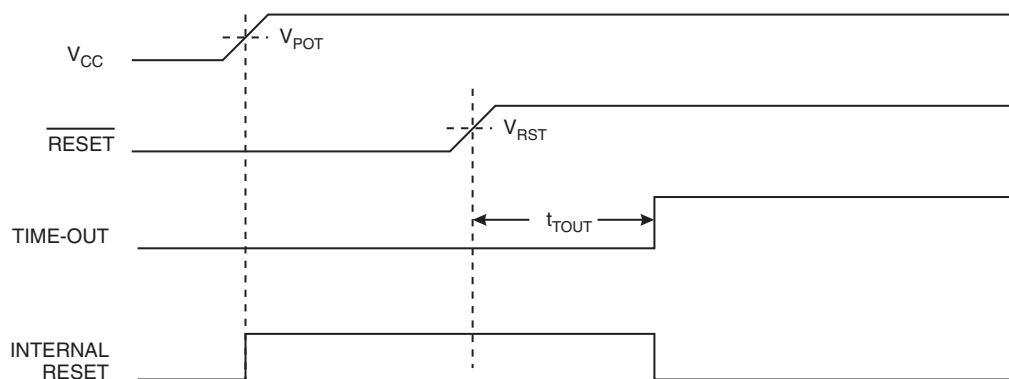 V_CC
V_POT
RESET
V_RST
TIME-OUT
t_TOUT
INTERNAL
RESET